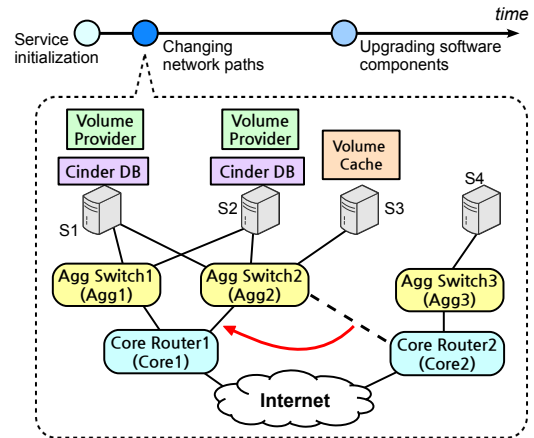 time
Service
initialization
Changing
network paths
Upgrading software
components
Volume
Provider
Volume
Provider
Volume
Cache
Cinder DB
Cinder DB
S1
S2
S3
S4
Agg Switch1
(Agg1)
Agg Switch2
(Agg2)
Agg Switch3
(Agg3)
Core Router1
(Core1)
Core Router2
(Core2)
Internet